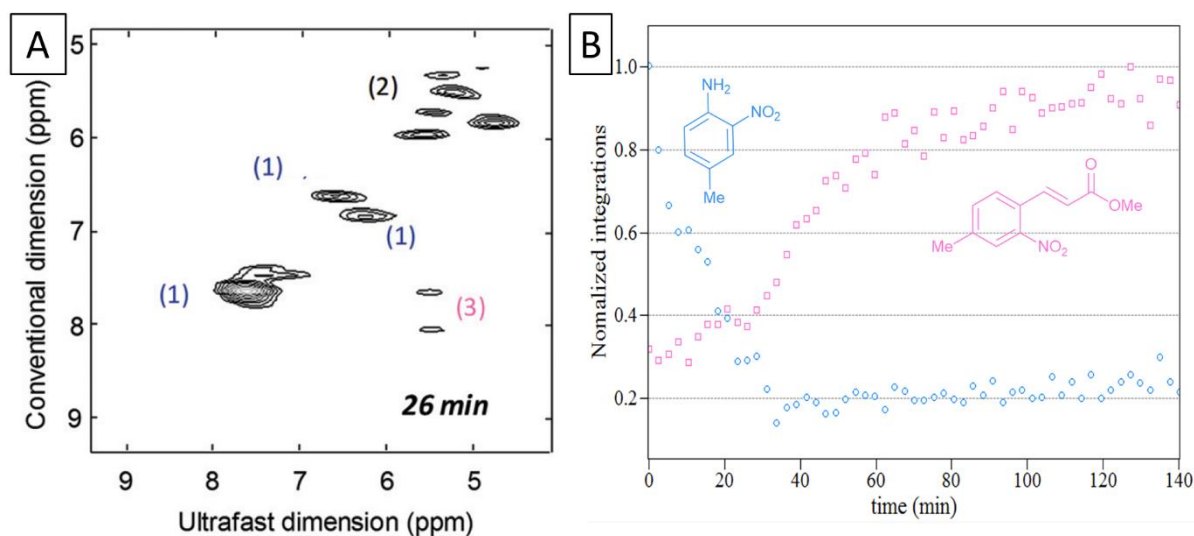 A
5
6
7
8
9
Conventional dimension (ppm)
(2)
(1)
(1)
(1)
(3)
26 min
9 8 7 6 5
Ultrafast dimension (ppm)
B
1.0
0.8
0.6
0.4
0.2
Nomalized integrations
NH2
NO2
Me
O
OMe
Me
NO2
0 20 40 60 80 100 120 140
time (min)